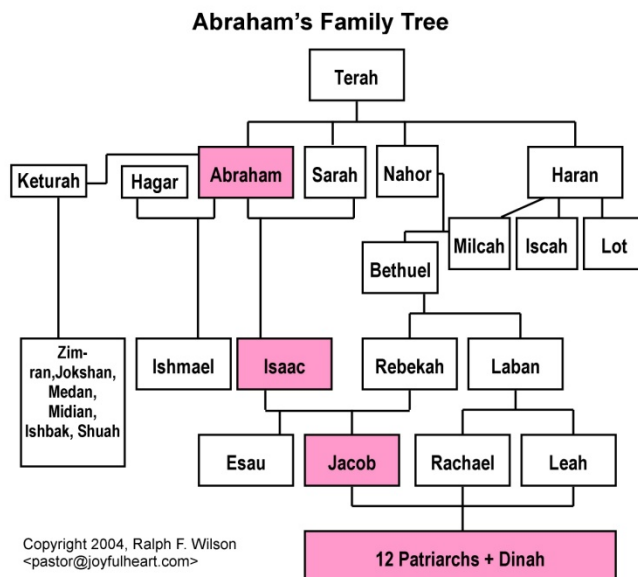 Abraham's Family Tree
Terah
Keturah
Hagar
Abraham
Sarah
Nahor
Haran
Milcah
Iscah
Lot
Bethuel
Zim-
ran,Jokshan,
Medan,
Midian,
Ishbak, Shuah
Ishmael
Isaac
Rebekah
Laban
Esau
Jacob
Rachael
Leah
12 Patriarchs + Dinah
Copyright 2004, Ralph F. Wilson
<pastor@joyfulheart.com>